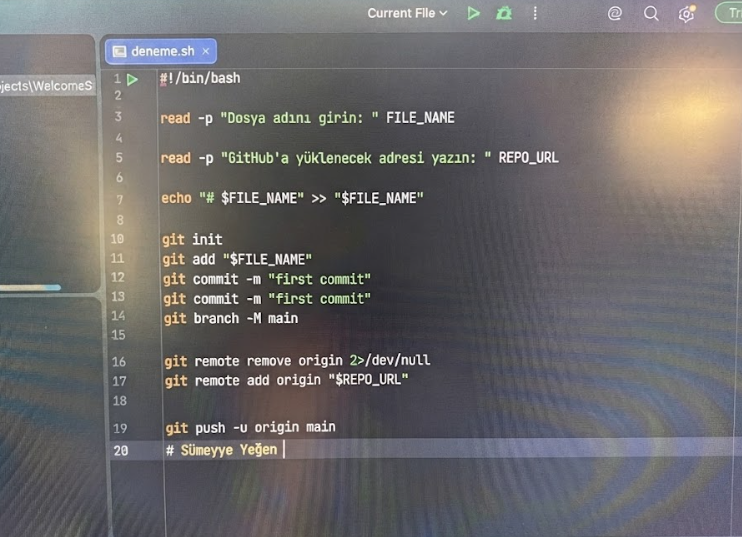 Current File
Tr
deneme.sh ×
jects\WelcomeS
1 #!/bin/bash
2
3 read -p "Dosya adını girin: " FILE_NAME
4
5 read -p "GitHub'a yüklenecek adresi yazın: " REPO_URL
6
7 echo "# $FILE_NAME" >> "$FILE_NAME"
8
10 git init
11 git add "$FILE_NAME"
12 git commit -m "first commit"
13 git commit -m "first commit"
14 git branch -M main
15
16 git remote remove origin 2>/dev/null
17 git remote add origin "$REPO_URL"
18
19 git push -u origin main
20 # Sümeyye Yeğen